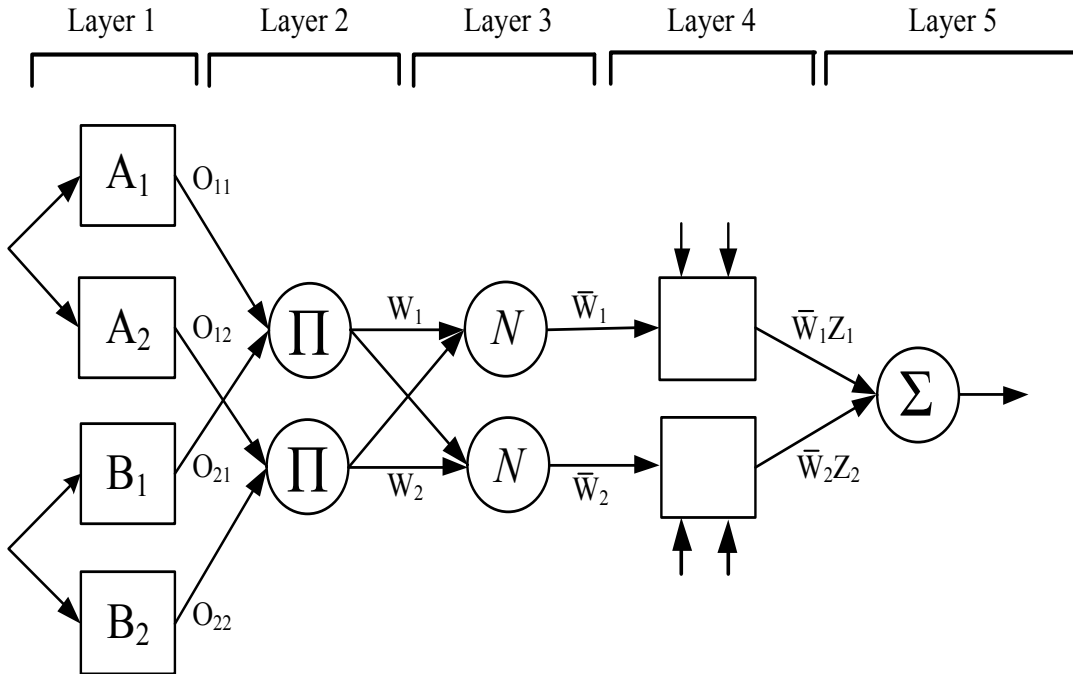 Layer 1 Layer 2 Layer 3 Layer 4 Layer 5
A₁ O₁₁
A₂ O₁₂ Π W₁ N W̅₁ W̅₁Z₁
Σ
B₁ O₂₁ Π W₂ N W̅₂ W̅₂Z₂
B₂ O₂₂